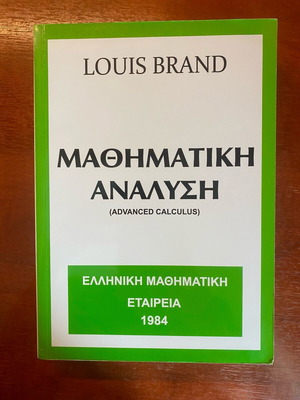 LOUIS BRAND
ΜΑΘΗΜΑΤΙΚΗ
ΑΝΑΛΥΣΗ
(ADVANCED CALCULUS)
ΕΛΛΗΝΙΚΗ ΜΑΘΗΜΑΤΙΚΗ
ΕΤΑΙΡΕΙΑ
1984